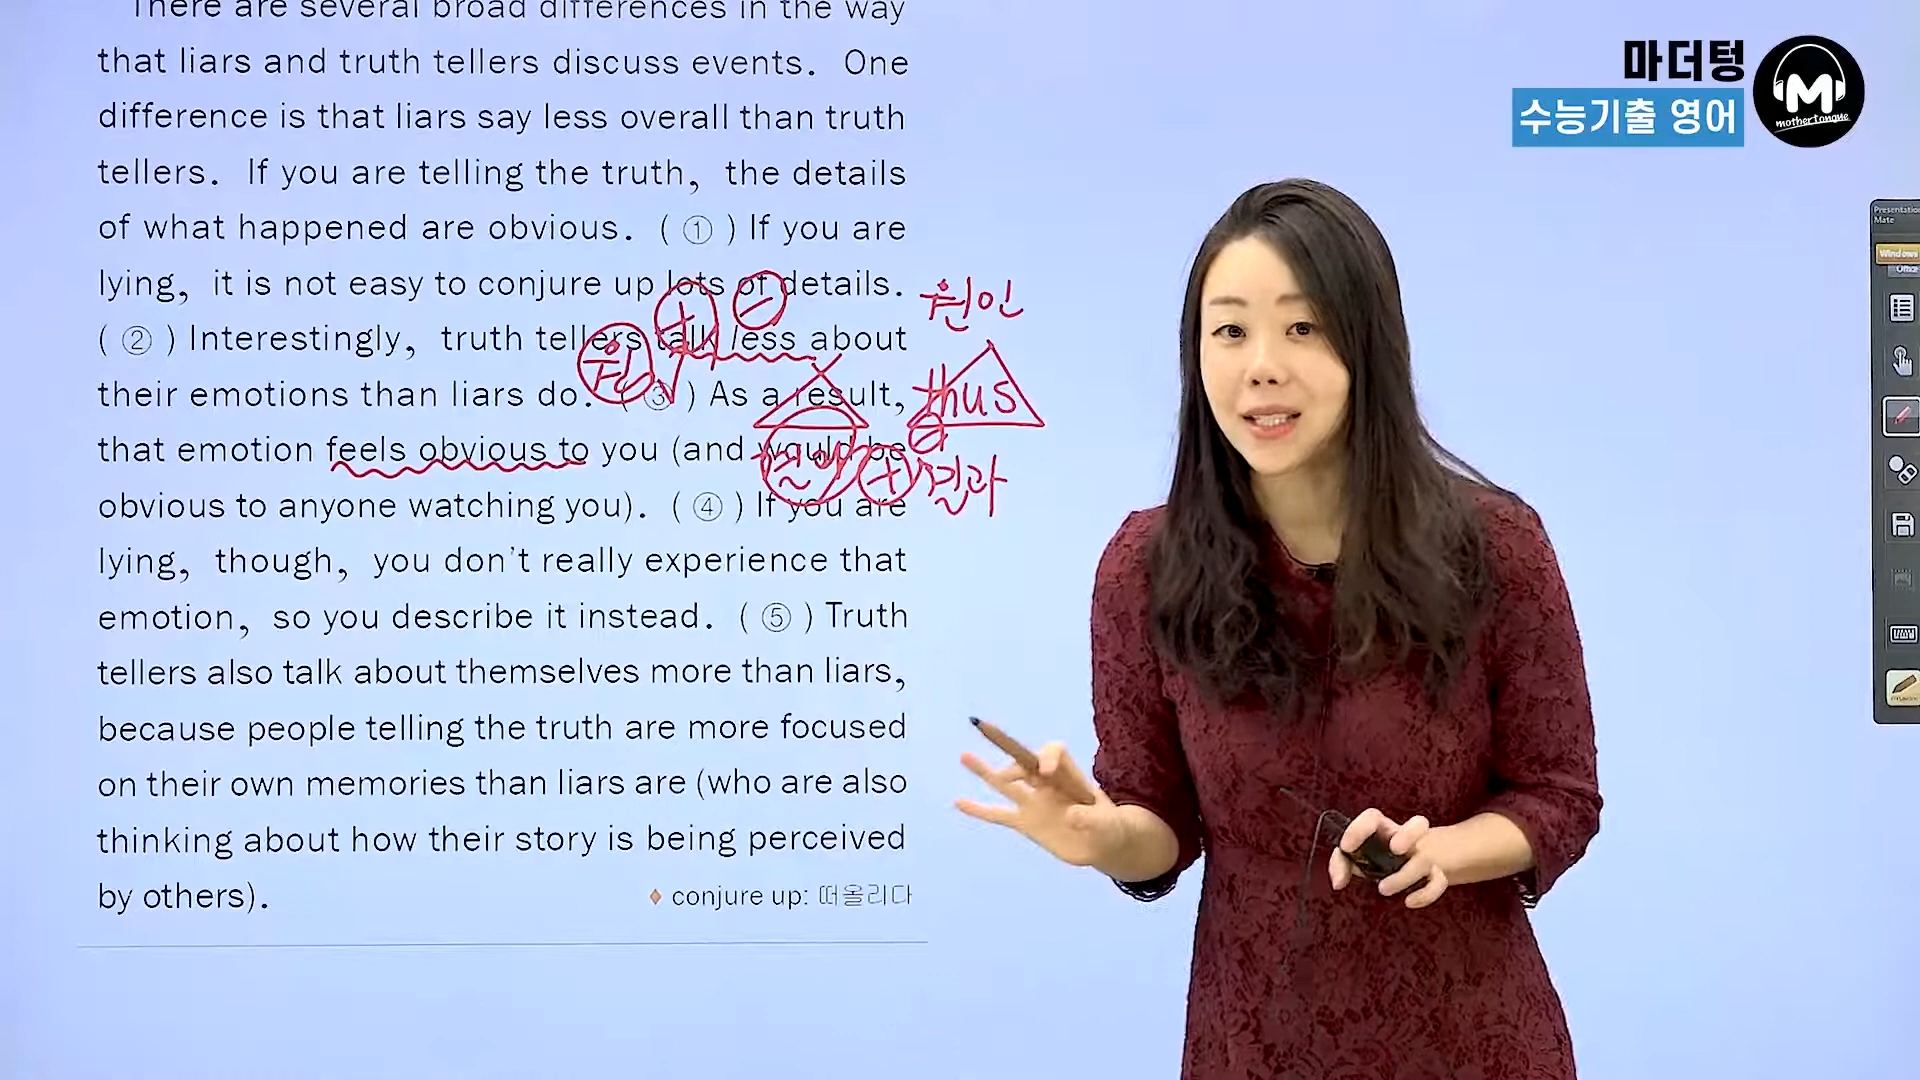 There are several broad differences in the way
that liars and truth tellers discuss events. One
difference is that liars say less overall than truth
tellers. If you are telling the truth, the details
of what happened are obvious. ( ① ) If you are
lying, it is not easy to conjure up lots of details.
( ② ) Interestingly, truth tellers talk less about
their emotions than liars do. ( ③ ) As a result,
that emotion feels obvious to you (and would be
obvious to anyone watching you). ( ④ ) If you are
lying, though, you don't really experience that
emotion, so you describe it instead. ( ⑤ ) Truth
tellers also talk about themselves more than liars,
because people telling the truth are more focused
on their own memories than liars are (who are also
thinking about how their story is being perceived
by others).
♦ conjure up: 떠올리다
원인
thus
결과
원
+
−
결과
+
−
마더텅
수능기출 영어
M
mothertongue
Presentation
Mate
Windows
Office